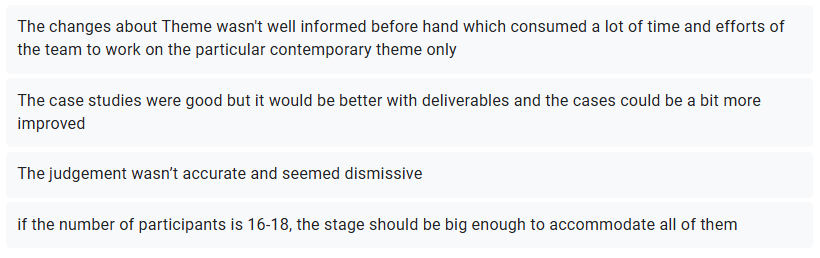 The changes about Theme wasn't well informed before hand which consumed a lot of time and efforts of
the team to work on the particular contemporary theme only
The case studies were good but it would be better with deliverables and the cases could be a bit more
improved
The judgement wasn’t accurate and seemed dismissive
if the number of participants is 16-18, the stage should be big enough to accommodate all of them